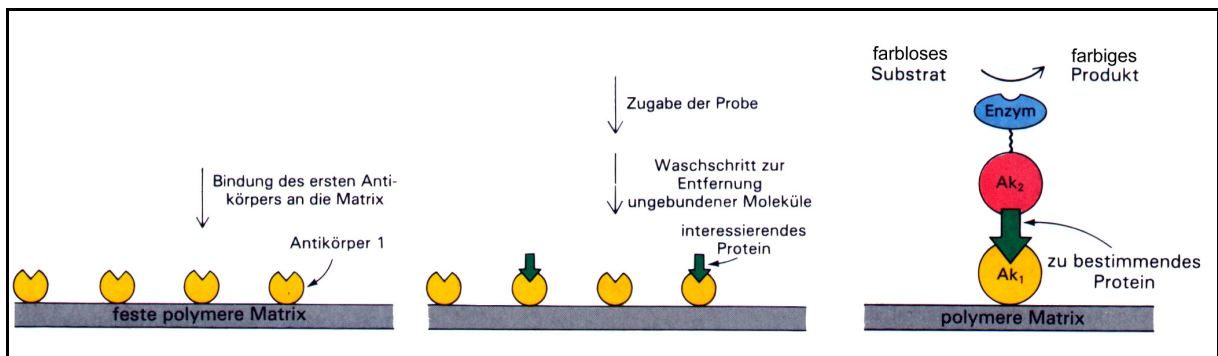 Bindung des ersten Anti-
körpers an die Matrix
Antikörper 1
feste polymere Matrix
Zugabe der Probe
Waschschritt zur
Entfernung
ungebundener Moleküle
interessierendes
Protein
farbloses
Substrat
farbiges
Produkt
Enzym
Ak₂
Ak₁
zu bestimmendes
Protein
polymere Matrix